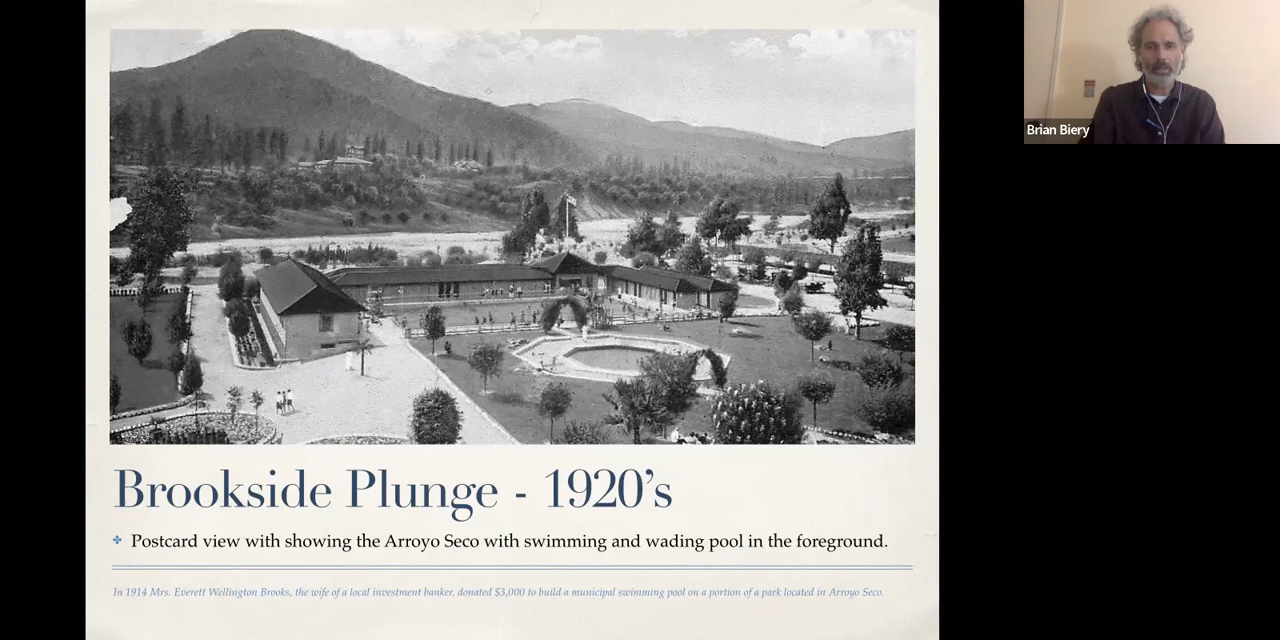 Brian Biery
Brookside Plunge - 1920’s
Postcard view with showing the Arroyo Seco with swimming and wading pool in the foreground.
In 1914 Mrs. Everett Wellington Brooks, the wife of a local investment banker, donated $3,000 to build a municipal swimming pool on a portion of a park located in Arroyo Seco.